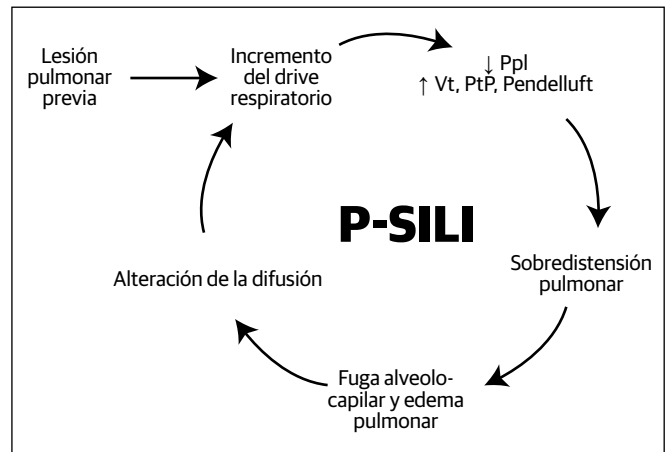 Lesión
pulmonar
previa
Incremento
del drive
respiratorio
↓ Ppl
↑ Vt, PtP, Pendelluft
P-SILI
Sobredistensión
pulmonar
Fuga alveolo-
capilar y edema
pulmonar
Alteración de la difusión